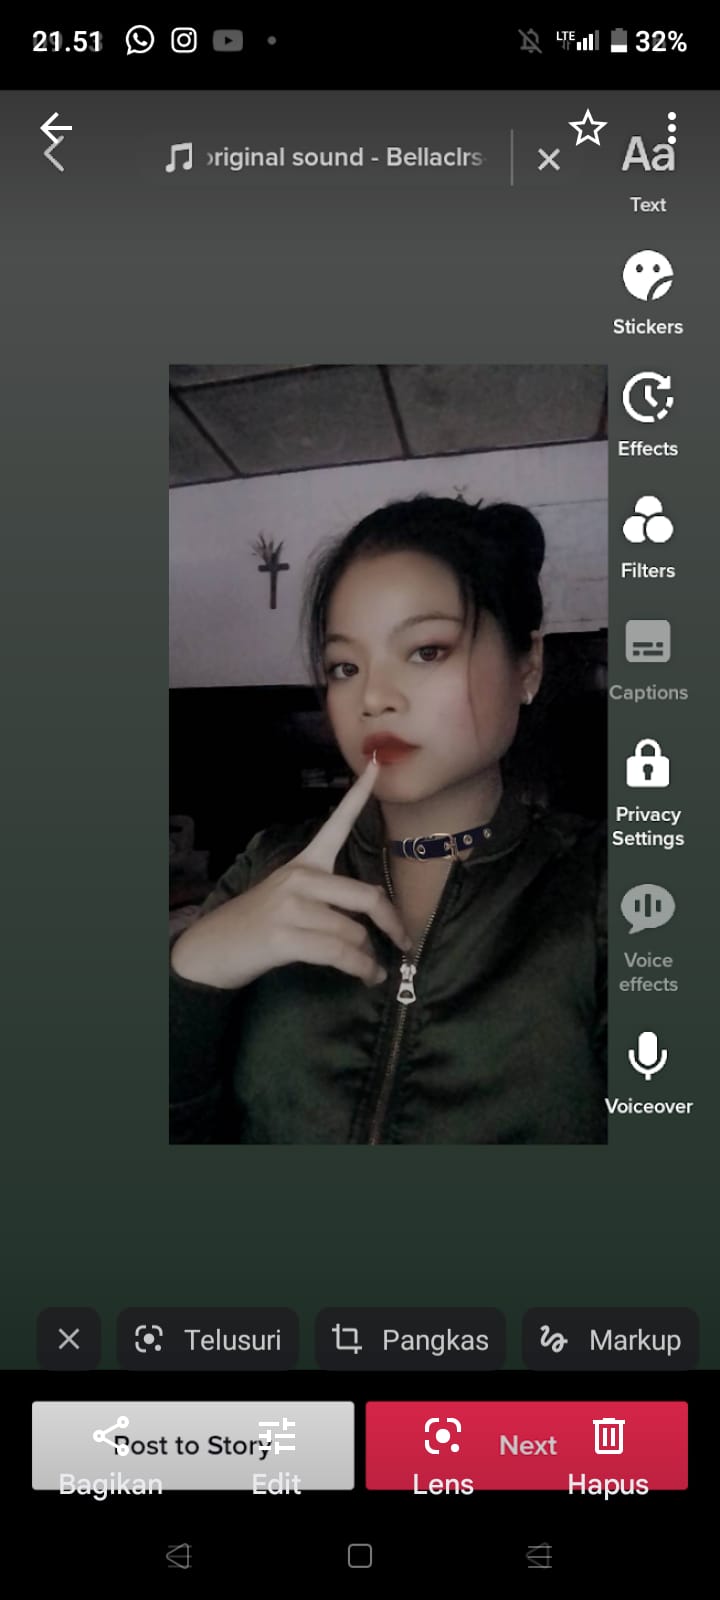 21.51
LTE
32%
original sound - Bellaclrs
Aa
Text
Stickers
Effects
Filters
Captions
Privacy
Settings
Voice
effects
Voiceover
Telusuri
Pangkas
Markup
Post to Story
Next
Bagikan
Edit
Lens
Hapus